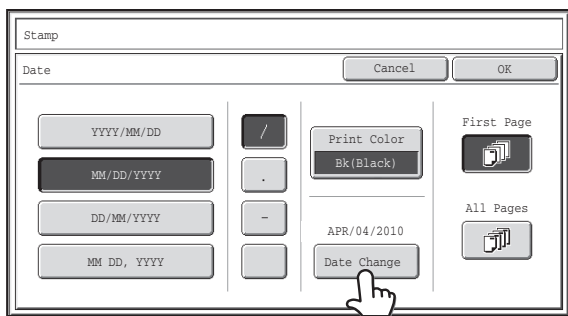 Stamp
Date
Cancel
OK
YYYY/MM/DD
MM/DD/YYYY
DD/MM/YYYY
MM DD, YYYY
/
.
-
Print Color
Bk(Black)
APR/04/2010
Date Change
First Page
All Pages